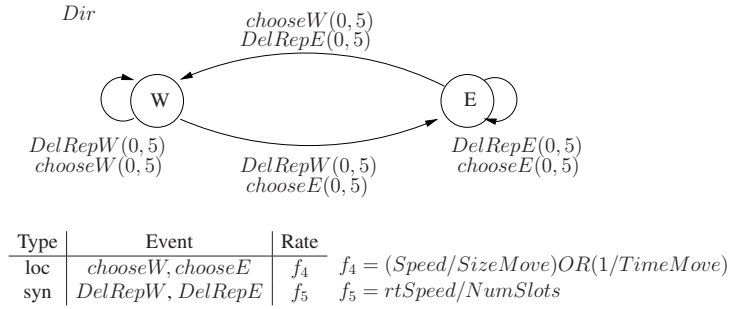 Dir
chooseW(0, 5)
DelRepE(0, 5)
W
E
DelRepW(0, 5)
chooseW(0, 5)
DelRepW(0, 5)
chooseE(0, 5)
DelRepE(0, 5)
chooseE(0, 5)
Type Event Rate
loc chooseW, chooseE f4 f4 = (Speed/SizeMove)OR(1/TimeMove)
syn DelRepW, DelRepE f5 f5 = rtSpeed/NumSlots